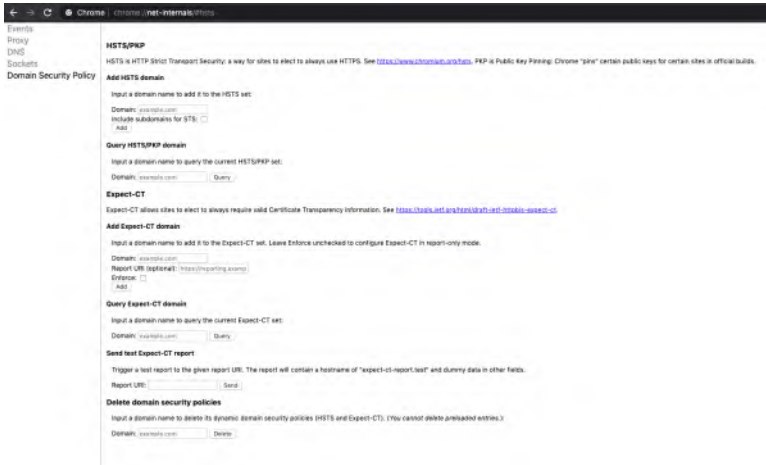 Chrome | chrome://net-internals/#hsts
Events
Proxy
DNS
Sockets
Domain Security Policy
HSTS/PKP
HSTS is HTTP Strict Transport Security: a way for sites to elect to always use HTTPS. See https://www.chromium.org/hsts. PKP is Public Key Pinning: Chrome "pins" certain public keys for certain sites in official builds.
Add HSTS domain
Input a domain name to add it to the HSTS set:
Domain: example.com
Include subdomains for STS:
Add
Query HSTS/PKP domain
Input a domain name to query the current HSTS/PKP set:
Domain: example.com Query
Expect-CT
Expect-CT allows sites to elect to always require valid Certificate Transparency information. See https://tools.ietf.org/html/draft-ietf-httpbis-expect-ct.
Add Expect-CT domain
Input a domain name to add it to the Expect-CT set. Leave Enforce unchecked to configure Expect-CT in report-only mode.
Domain: example.com
Report URI (optional): https://reporting.examp
Enforce:
Add
Query Expect-CT domain
Input a domain name to query the current Expect-CT set:
Domain: example.com Query
Send test Expect-CT report
Trigger a test report to the given report URI. The report will contain a hostname of "expect-ct-report.test" and dummy data in other fields.
Report URI: Send
Delete domain security policies
Input a domain name to delete its dynamic domain security policies (HSTS and Expect-CT). (You cannot delete preloaded entries.):
Domain: example.com Delete